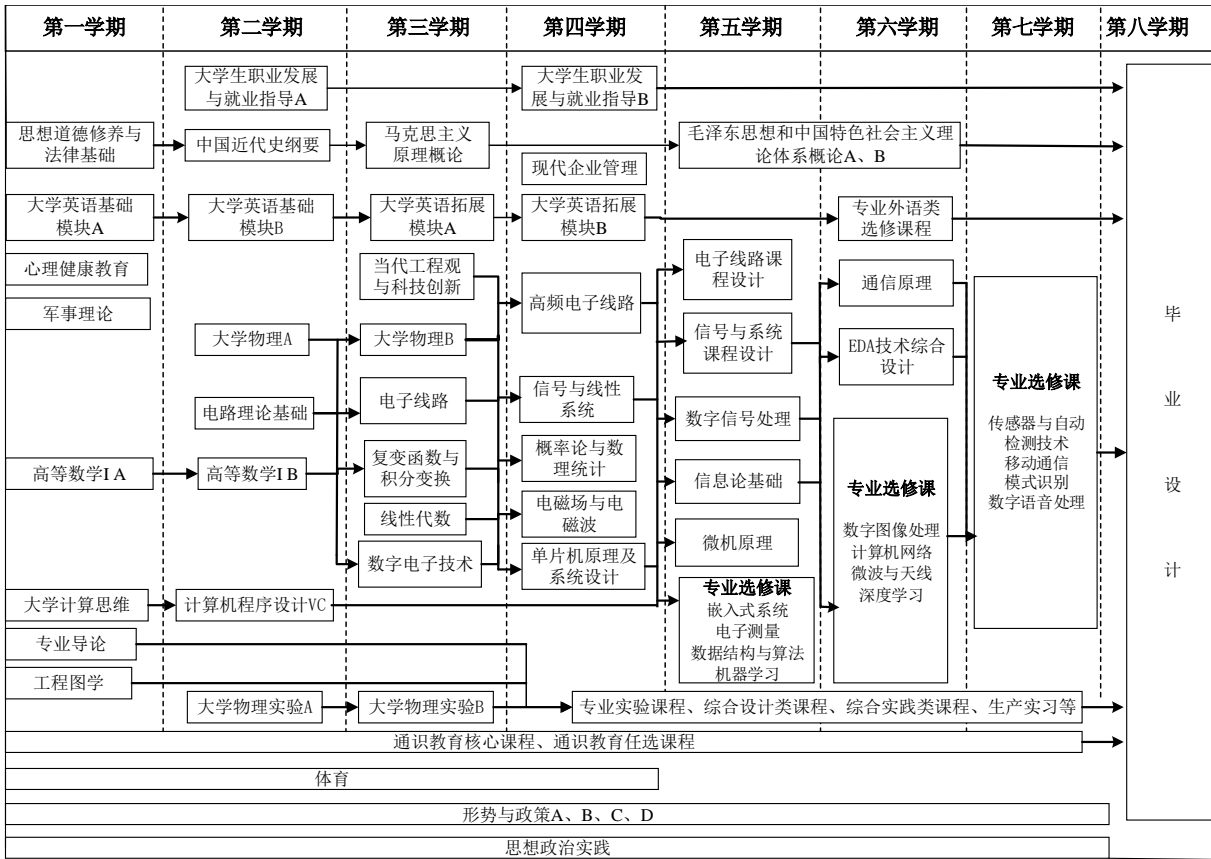 第一学期
第二学期
第三学期
第四学期
第五学期
第六学期
第七学期
第八学期
大学生职业发展
与就业指导A
大学生职业发
展与就业指导B
思想道德修养与
法律基础
中国近代史纲要
马克思主义
原理概论
毛泽东思想和中国特色社会主义理
论体系概论A、B
现代企业管理
大学英语基础
模块A
大学英语基础
模块B
大学英语拓展
模块A
大学英语拓展
模块B
专业外语类
选修课程
心理健康教育
军事理论
当代工程观
与科技创新
高频电子线路
电子线路课
程设计
通信原理
大学物理A
大学物理B
信号与系统
课程设计
EDA技术综合
设计
电路理论基础
电子线路
信号与线性
系统
数字信号处理
高等数学I A
高等数学I B
复变函数与
积分变换
概率论与数
理统计
信息论基础
线性代数
电磁场与电
磁波
微机原理
数字电子技术
单片机原理及
系统设计
大学计算思维
计算机程序设计VC
专业选修课
嵌入式系统
电子测量
数据结构与算法
机器学习
专业选修课
数字图像处理
计算机网络
微波与天线
深度学习
专业选修课
传感器与自动
检测技术
移动通信
模式识别
数字语音处理
毕
业
设
计
专业导论
工程图学
大学物理实验A
大学物理实验B
专业实验课程、综合设计类课程、综合实践类课程、生产实习等
通识教育核心课程、通识教育任选课程
体育
形势与政策A、B、C、D
思想政治实践